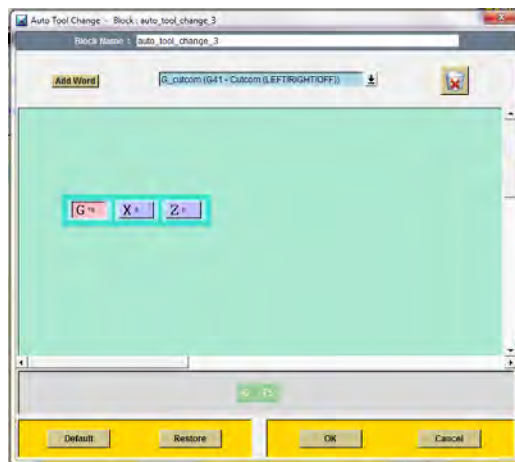 Auto Tool Change - Block : auto_tool_change_3
Block Name : auto_tool_change_3
Add Word
G_cutcom (G41 - Cutcom (LEFT/RIGHT/OFF))
G X Z
Default
Restore
OK
Cancel